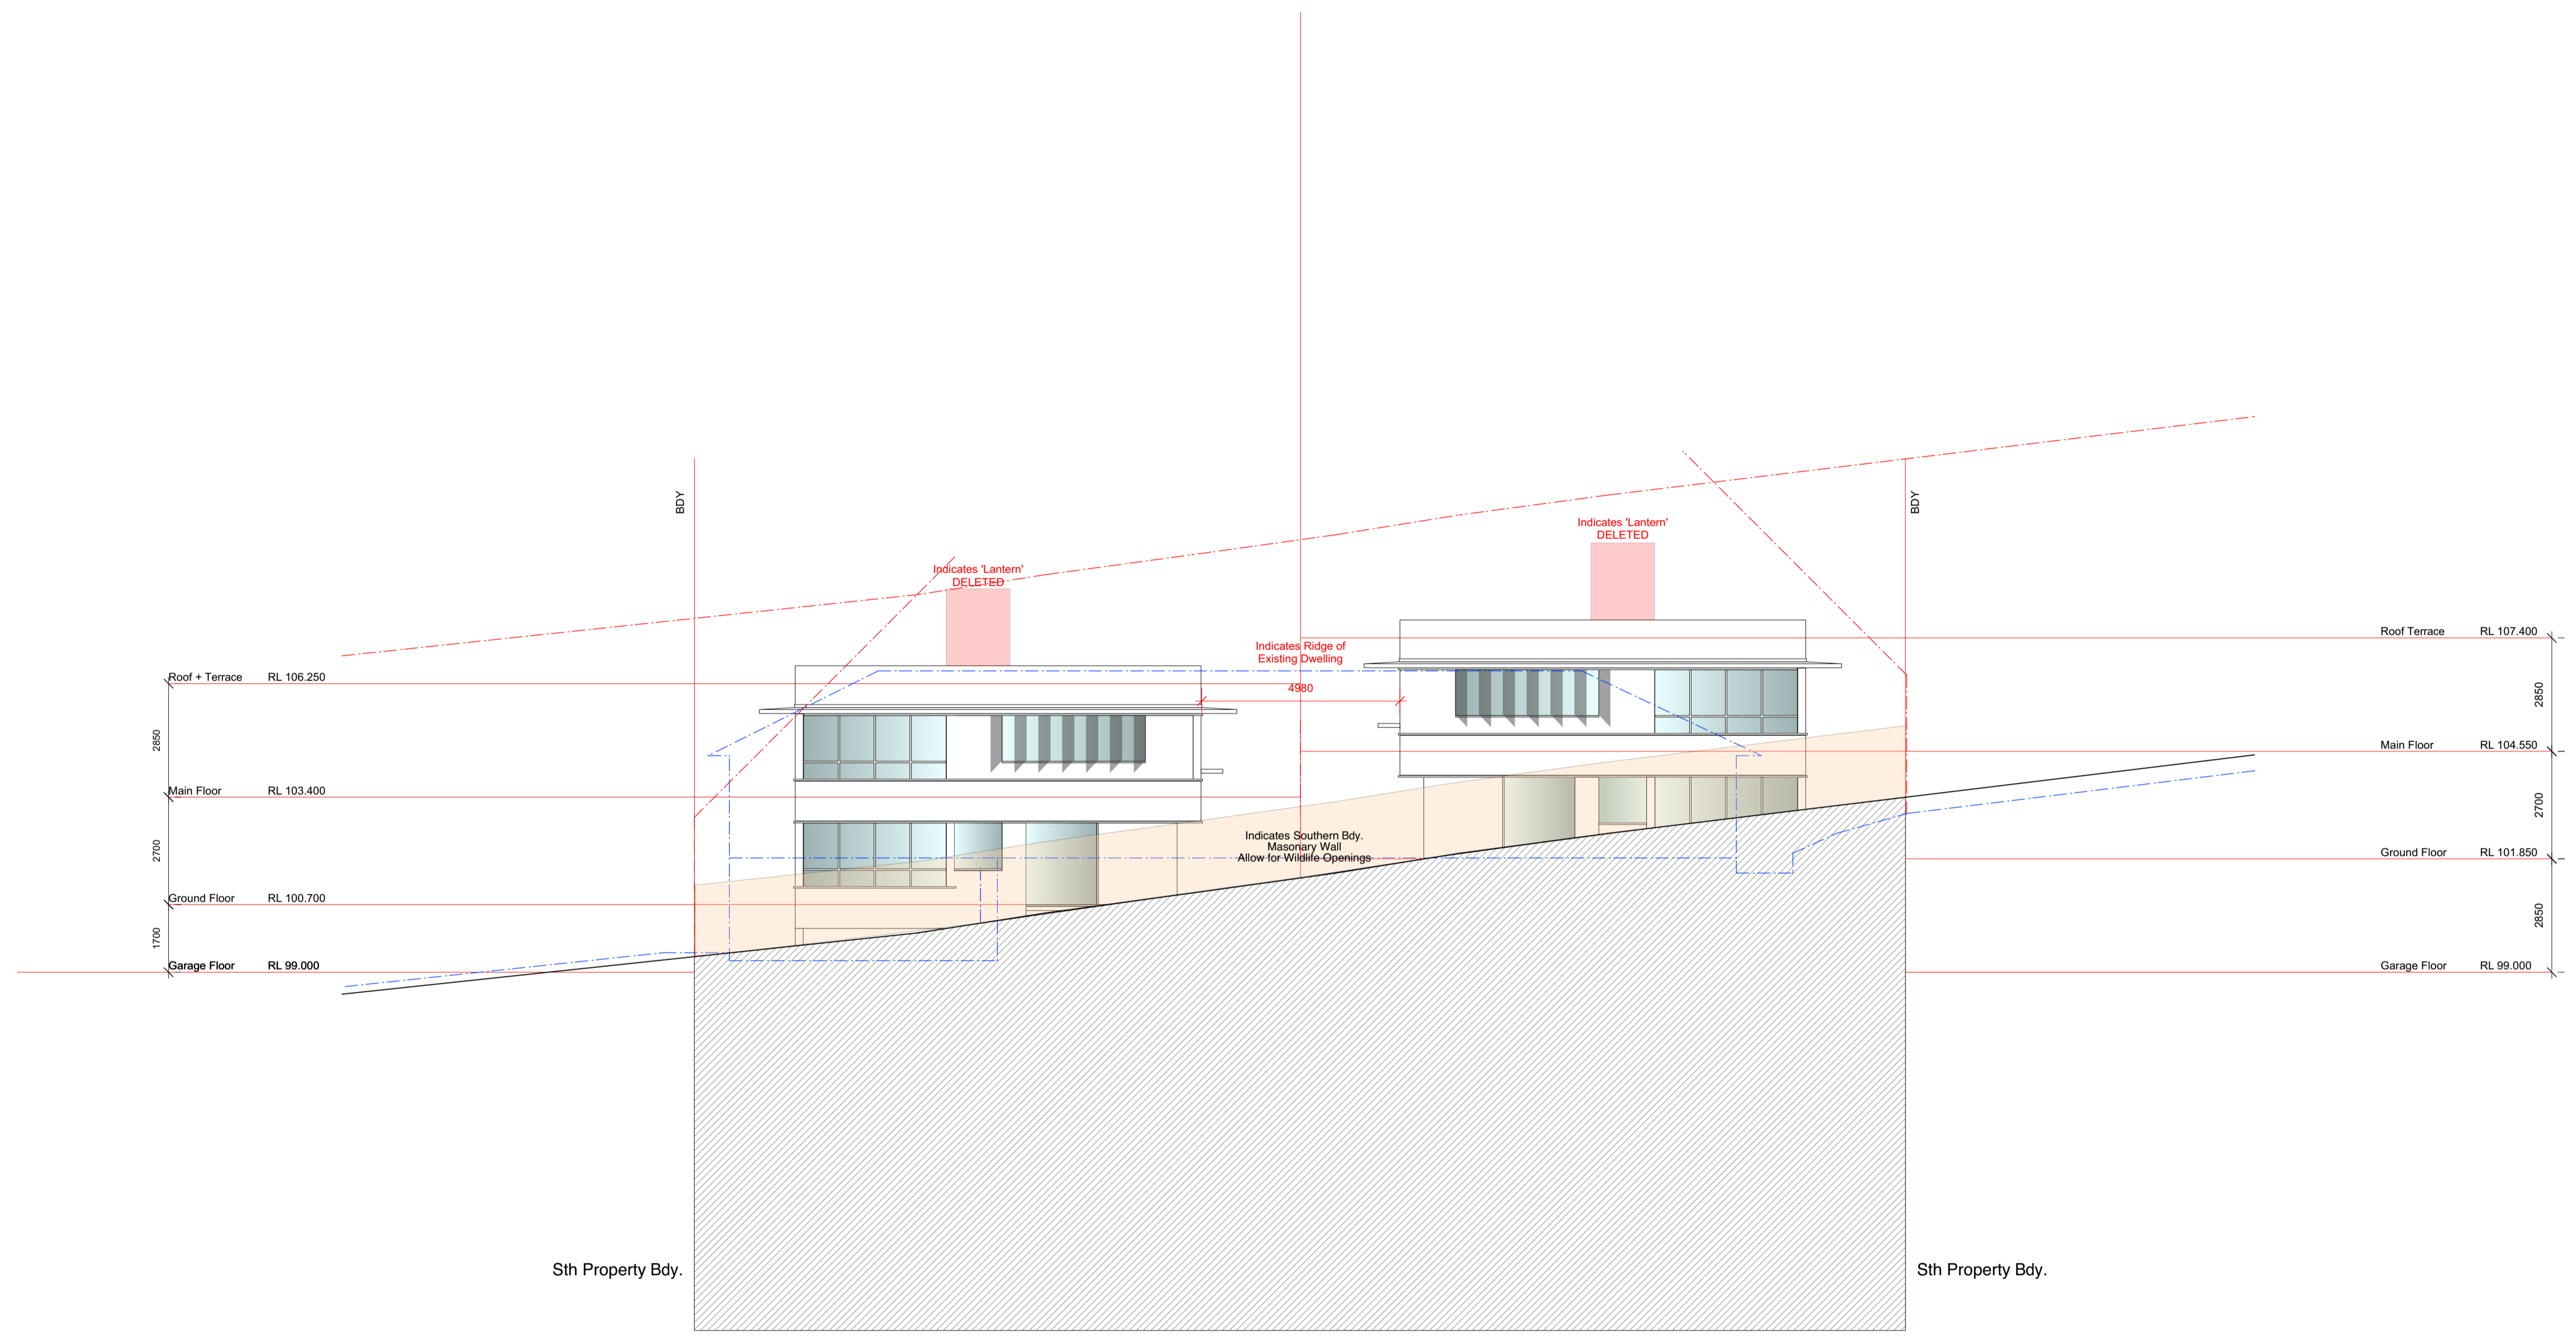 BDY
BDY
Indicates 'Lantern'
DELETED
Indicates 'Lantern'
DELETED
Indicates Ridge of
Existing Dwelling
4980
Roof + Terrace RL 106.250
2850
Main Floor RL 103.400
2700
Ground Floor RL 100.700
1700
Garage Floor RL 99.000
Roof Terrace RL 107.400
2850
Main Floor RL 104.550
2700
Ground Floor RL 101.850
2850
Garage Floor RL 99.000
Indicates Southern Bdy.
Masonary Wall
Allow for Wildlife Openings
Sth Property Bdy.
Sth Property Bdy.